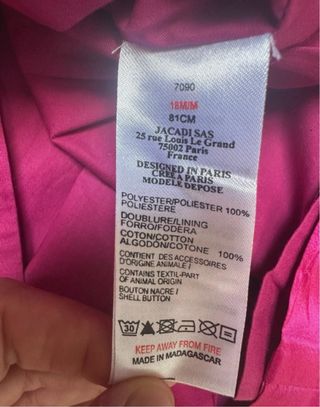 7090
18M/M
81CM
JACADI SAS
25 rue Louis Le Grand
75002 Paris
France
DESIGNED IN PARIS
CREE A PARIS
MODELE DEPOSE
POLYESTER/POLIESTER 100%
POLIESTERE
DOUBLURE/LINING
FORRO/FODERA
COTON/COTTON
ALGODÓN/COTONE 100%
CONTIENT DES ACCESSOIRES
D'ORIGINE ANIMALE /
CONTAINS TEXTIL-PART
OF ANIMAL ORIGIN
BOUTON NACRE /
SHELL BUTTON
30
KEEP AWAY FROM FIRE
MADE IN MADAGASCAR